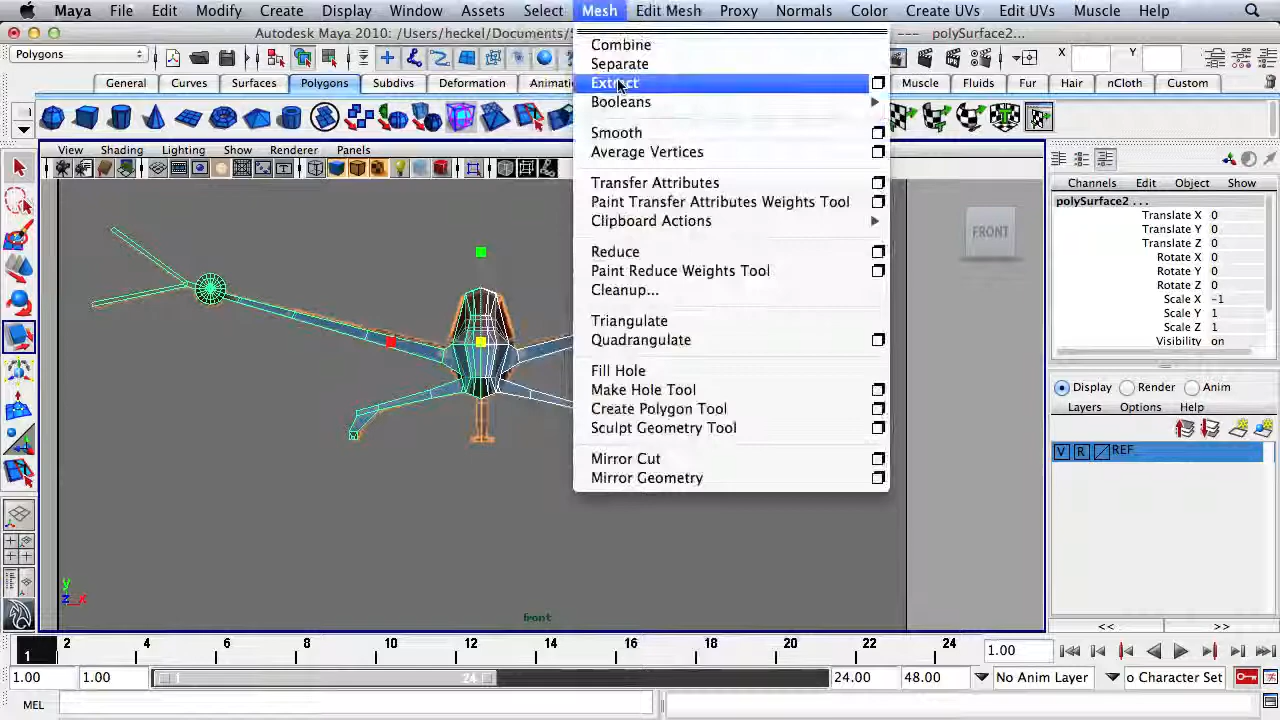 Maya File Edit Modify Create Display Window Assets Select Mesh Edit Mesh Proxy Normals Color Create UVs Edit UVs Muscle Help
Autodesk Maya 2010: /Users/heckel/Documents/
--- polySurface2...
Polygons
X
Y
General Curves Surfaces Polygons Subdivs Deformation Muscle Fluids Fur Hair nCloth Custom
Combine
Separate
Extract
Booleans
Smooth
Average Vertices
Transfer Attributes
Paint Transfer Attributes Weights Tool
Clipboard Actions
Reduce
Paint Reduce Weights Tool
Cleanup...
Triangulate
Quadrangulate
Fill Hole
Make Hole Tool
Create Polygon Tool
Sculpt Geometry Tool
Mirror Cut
Mirror Geometry
View Shading Lighting Show Renderer Panels
FRONT
y
z x
front
Channels Edit Object Show
polySurface2 ...
Translate X 0
Translate Y 0
Translate Z 0
Rotate X 0
Rotate Y 0
Rotate Z 0
Scale X -1
Scale Y 1
Scale Z 1
Visibility on
Display Render Anim
Layers Options Help
V R REF
<< >>
1 2 4 6 8 10 12 14 16 18 20 22 24 1.00
1.00 1.00 1 24 24.00 48.00 No Anim Layer o Character Set
MEL